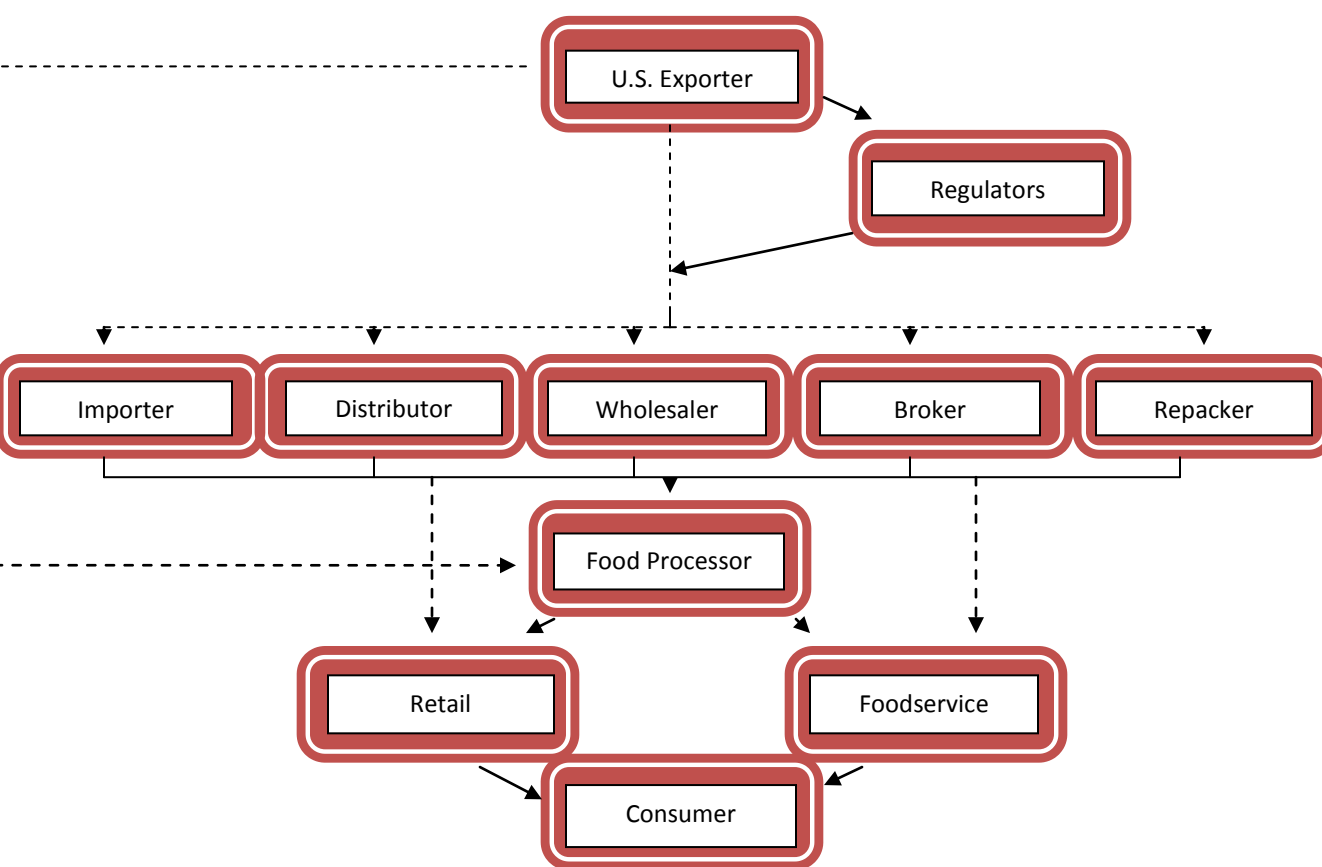 U.S. Exporter
Regulators
Importer
Distributor
Wholesaler
Broker
Repacker
Food Processor
Retail
Foodservice
Consumer